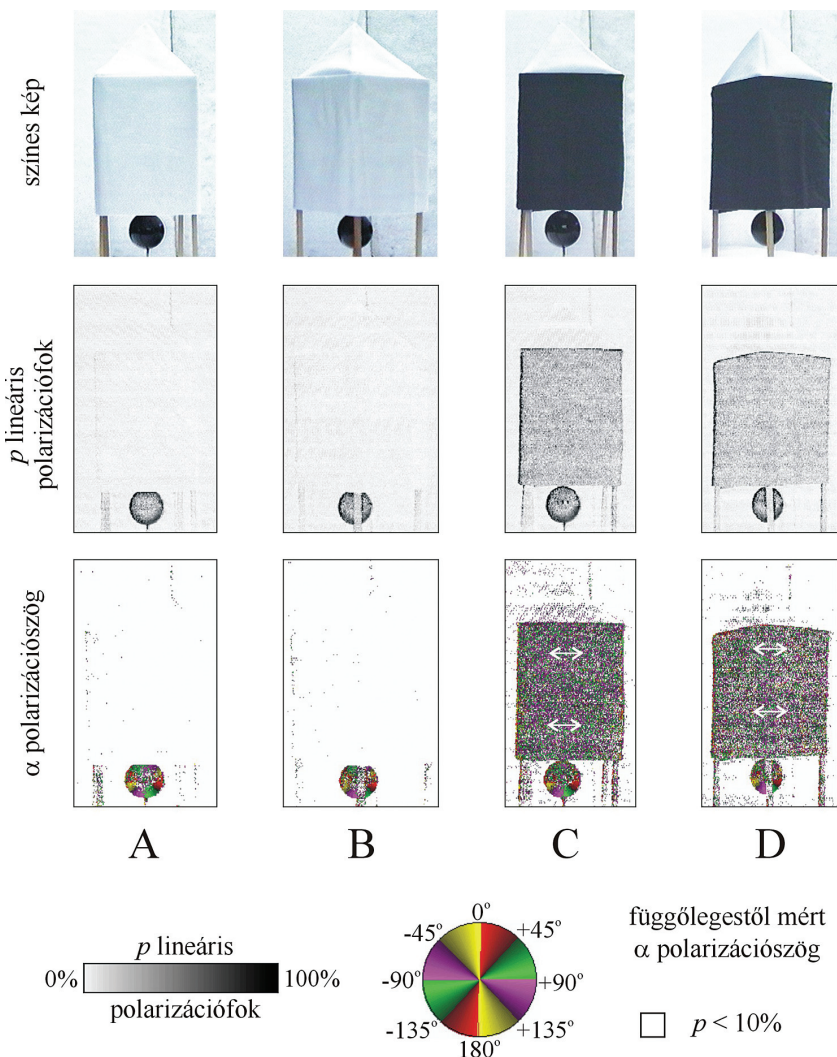 színes kép
p lineáris
polarizációfok
α polarizációszög
A B C D
p lineáris
0% 100%
polarizációfok
0°
-45° +45°
-90° +90°
-135° +135°
180°
függőlegestől mért
α polarizációszög
p < 10%